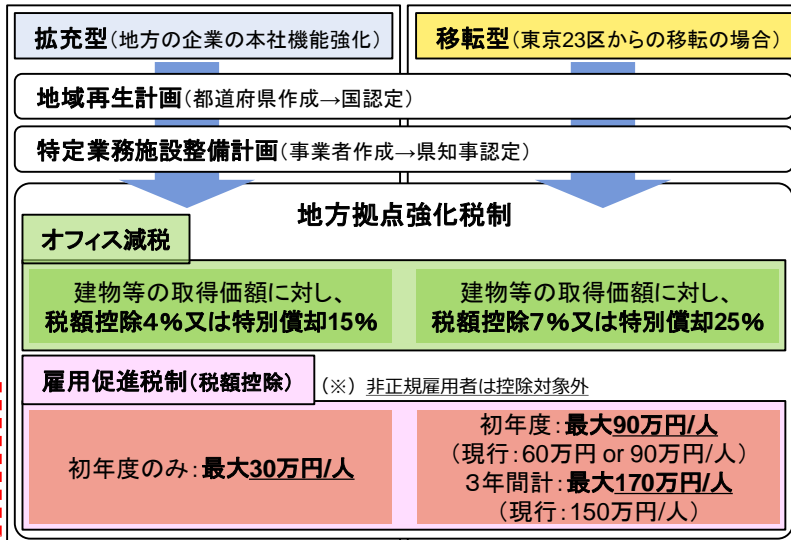 拡充型（地方の企業の本社機能強化）
移転型（東京23区からの移転の場合）
地域再生計画（都道府県作成→国認定）
特定業務施設整備計画（事業者作成→県知事認定）
地方拠点強化税制
オフィス減税
建物等の取得価額に対し、
税額控除4％又は特別償却15％
建物等の取得価額に対し、
税額控除7％又は特別償却25％
雇用促進税制（税額控除）（※）非正規雇用者は控除対象外
初年度のみ：最大30万円/人
初年度：最大90万円/人
（現行：60万円 or 90万円/人）
３年間計：最大170万円/人
（現行：150万円/人）